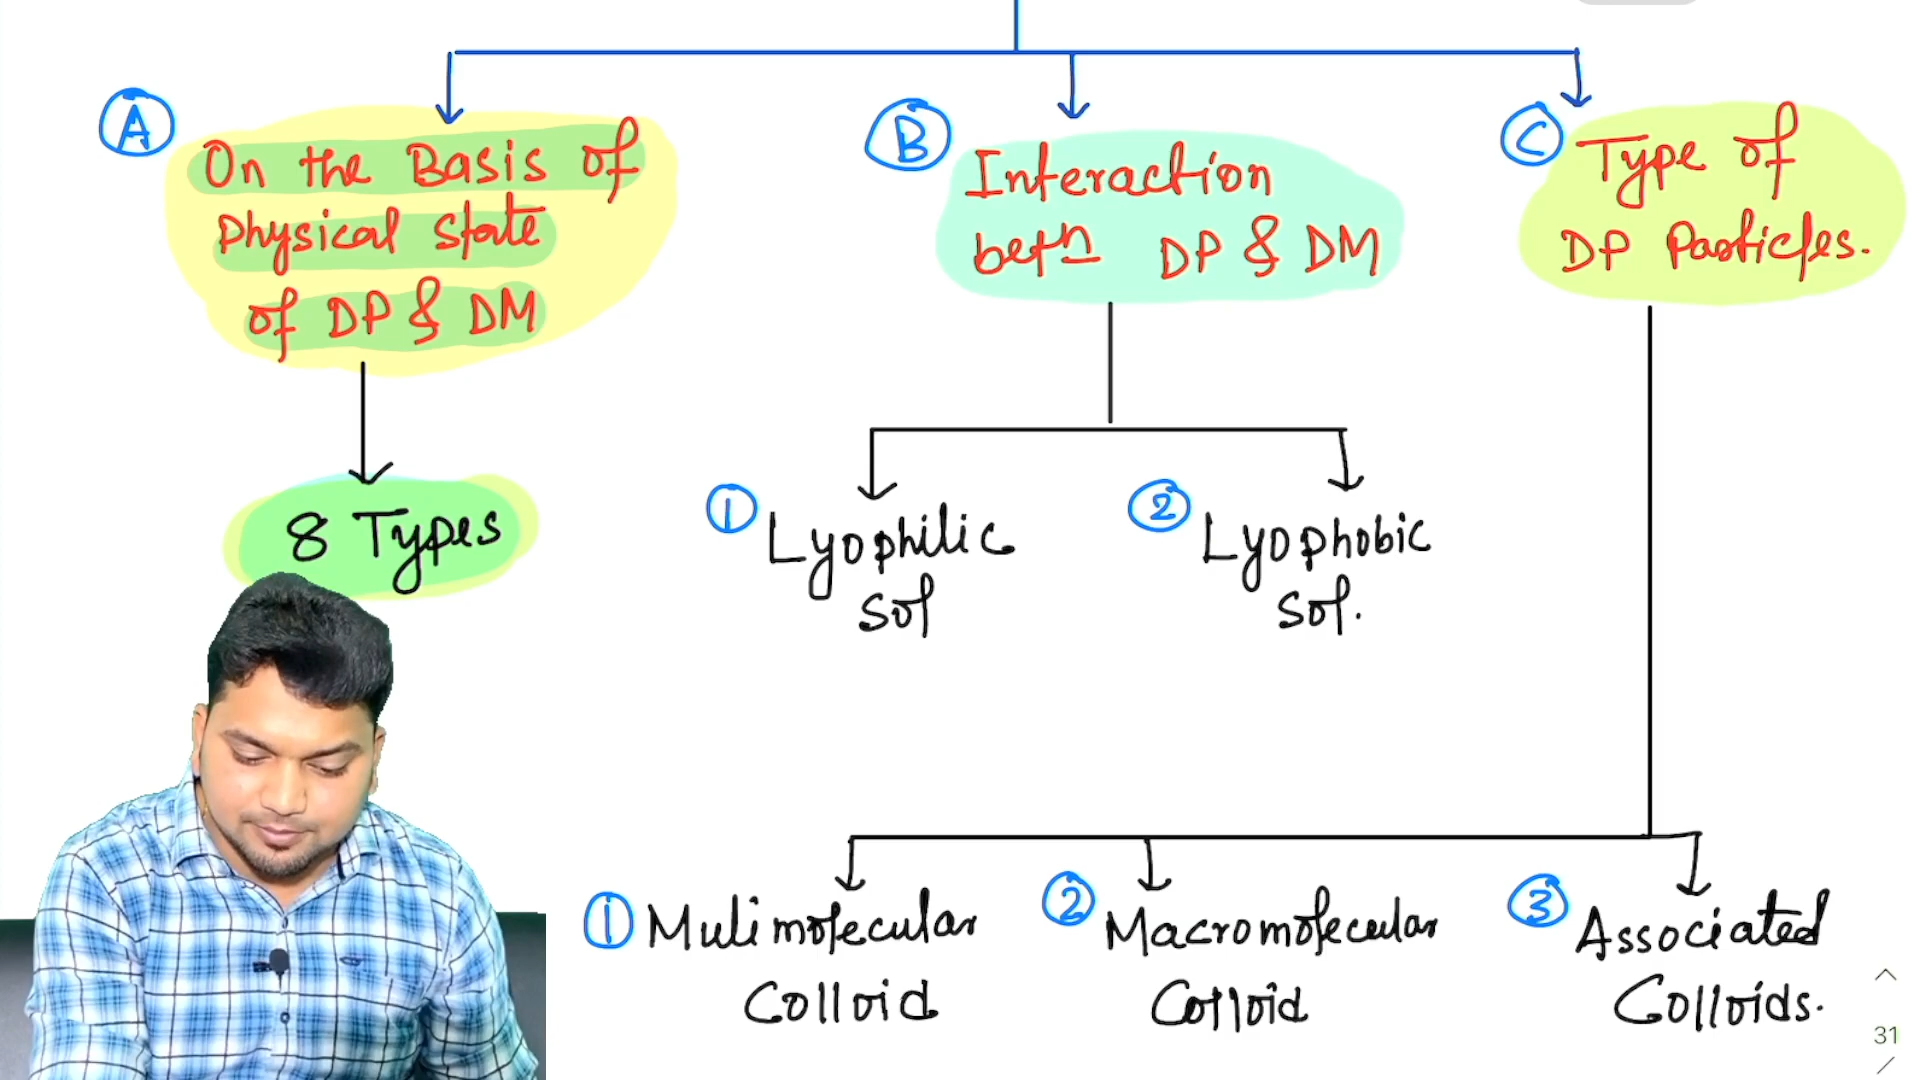 A
On the Basis of
Physical State
of DP & DM
8 Types
B
Interaction
betn DP & DM
1 Lyophilic
Sol
2 Lyophobic
Sol.
C
Type of
DP Particles.
1 Mulimolecular
Colloid
2 Macromolecular
Colloid
3 Associated
Colloids.
31